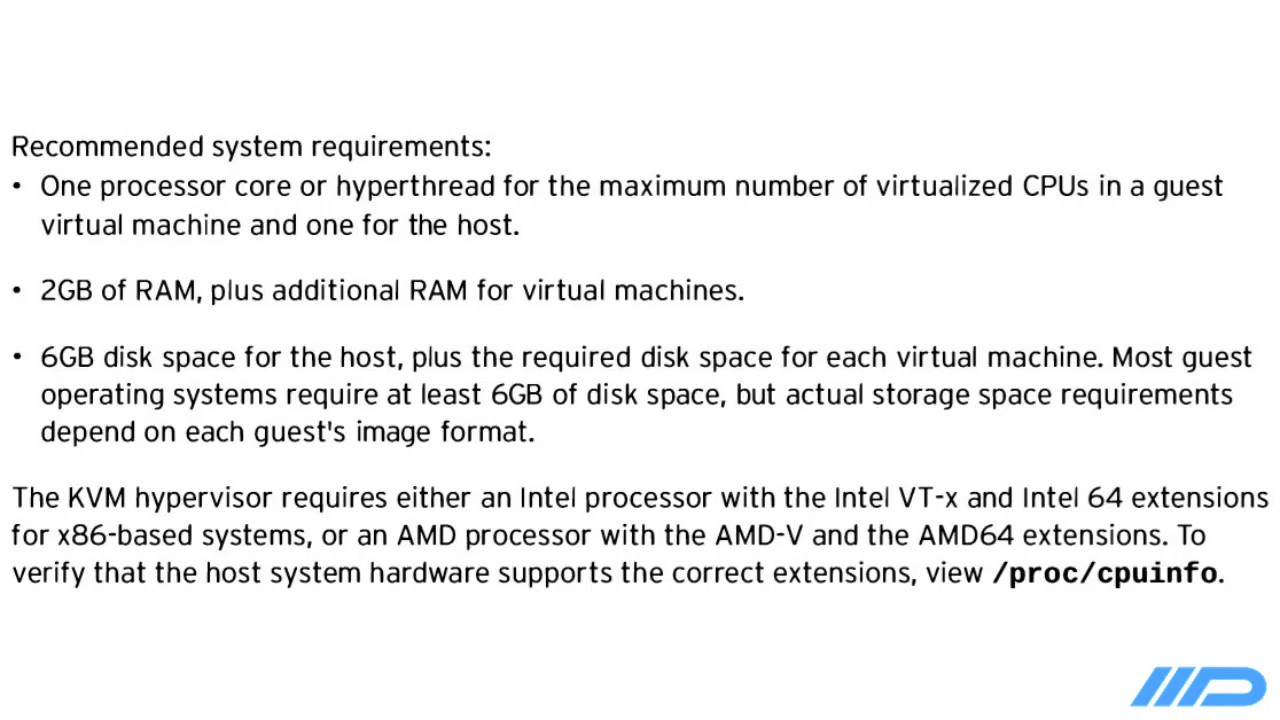 Recommended system requirements:
• One processor core or hyperthread for the maximum number of virtualized CPUs in a guest
virtual machine and one for the host.
• 2GB of RAM, plus additional RAM for virtual machines.
• 6GB disk space for the host, plus the required disk space for each virtual machine. Most guest
operating systems require at least 6GB of disk space, but actual storage space requirements
depend on each guest's image format.
The KVM hypervisor requires either an Intel processor with the Intel VT-x and Intel 64 extensions
for x86-based systems, or an AMD processor with the AMD-V and the AMD64 extensions. To
verify that the host system hardware supports the correct extensions, view /proc/cpuinfo.